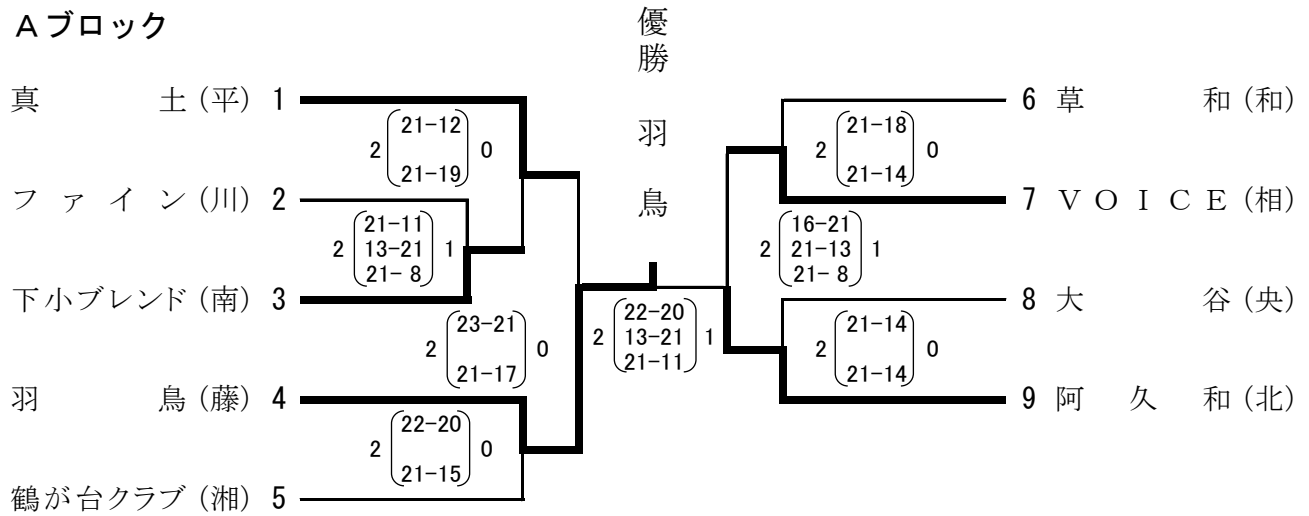 Aブロック
優勝 羽鳥
真土(平) 1
2 21-12 21-19 0
ファイン(川) 2
2 21-11 13-21 21- 8 1
下小ブレンド(南) 3
2 23-21 21-17 0
羽鳥(藤) 4
2 22-20 21-15 0
鶴が台クラブ(湘) 5
2 22-20 13-21 21-11 1
6 草和(和)
2 21-18 21-14 0
7 VOICE(相)
2 16-21 21-13 21- 8 1
8 大谷(央)
2 21-14 21-14 0
9 阿久和(北)